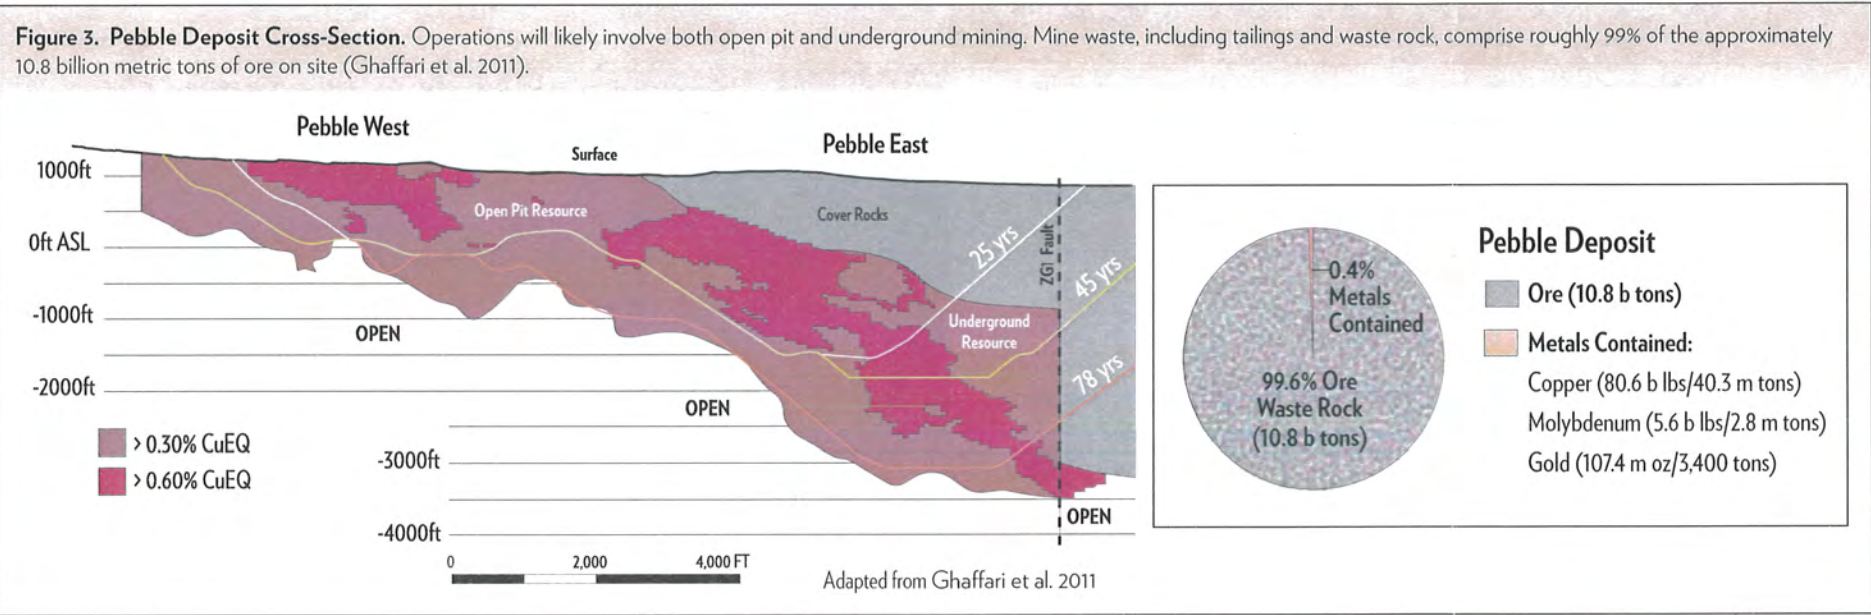 Figure 3. Pebble Deposit Cross-Section. Operations will likely involve both open pit and underground mining. Mine waste, including tailings and waste rock, comprise roughly 99% of the approximately
10.8 billion metric tons of ore on site (Ghaffari et al. 2011).
Pebble West
Surface
Pebble East
1000ft
0ft ASL
-1000ft
-2000ft
-3000ft
-4000ft
Open Pit Resource
Cover Rocks
25 yrs
ZG1 Fault
45 yrs
Underground
Resource
78 yrs
OPEN
OPEN
OPEN
> 0.30% CuEQ
> 0.60% CuEQ
0 2,000 4,000 FT
Adapted from Ghaffari et al. 2011
0.4%
Metals
Contained
99.6% Ore
Waste Rock
(10.8 b tons)
Pebble Deposit
Ore (10.8 b tons)
Metals Contained:
Copper (80.6 b lbs/40.3 m tons)
Molybdenum (5.6 b lbs/2.8 m tons)
Gold (107.4 m oz/3,400 tons)